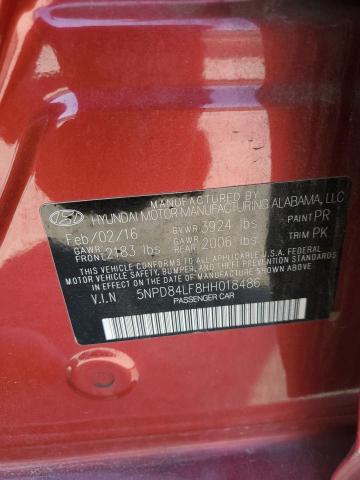 MANUFACTURED BY
HYUNDAI MOTOR MANUFACTURING ALABAMA, LLC
Feb/02/16 GVWR 3924 lbs PAINT PR
GAWR FRONT 2183 lbs GAWR REAR 2006 lbs TRIM PK
THIS VEHICLE CONFORMS TO ALL APPLICABLE U.S.A. FEDERAL
MOTOR VEHICLE SAFETY, BUMPER, AND THEFT PREVENTION
STANDARDS IN EFFECT ON THE DATE OF MANUFACTURE SHOWN ABOVE.
V.I.N 5NPD84LF8HH018486
PASSENGER CAR